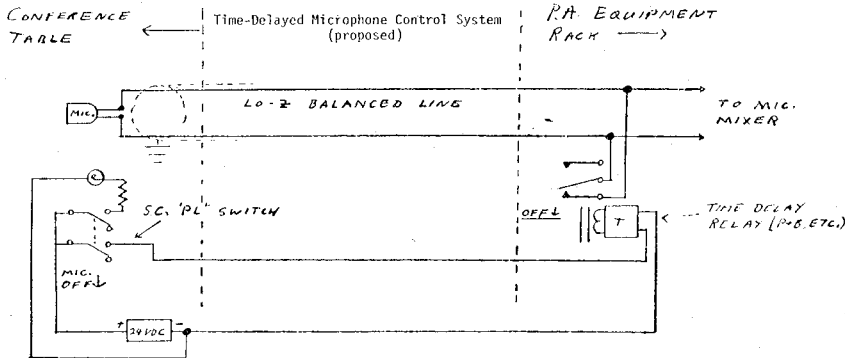 CONFERENCE
TABLE
Time-Delayed Microphone Control System
(proposed)
P.A. EQUIPMENT
RACK
MIC.
LO-Z BALANCED LINE
TO MIC.
MIXER
S.C. 'PL' SWITCH
OFF↓
T
TIME DELAY
RELAY (P+B, ETC.)
MIC.
OFF↓
+ 24VDC -